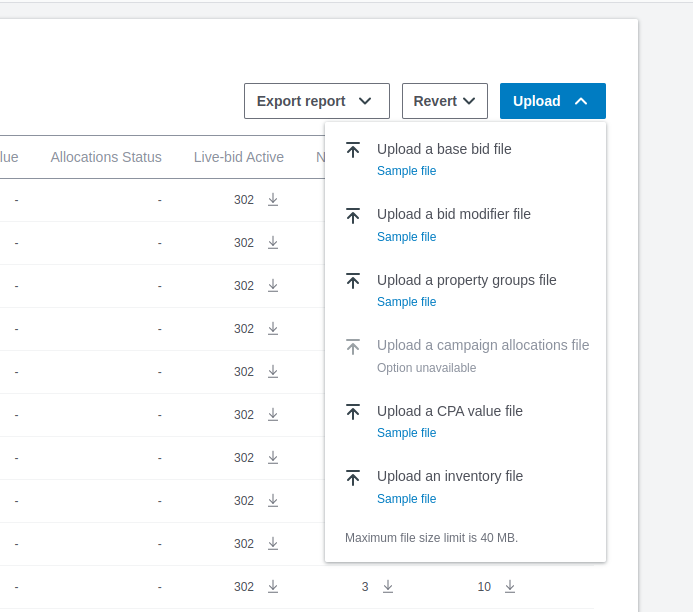 Export report
Revert
Upload
lue Allocations Status Live-bid Active N
Upload a base bid file
Sample file
Upload a bid modifier file
Sample file
Upload a property groups file
Sample file
Upload a campaign allocations file
Option unavailable
Upload a CPA value file
Sample file
Upload an inventory file
Sample file
Maximum file size limit is 40 MB.
- - 302
- - 302
- - 302
- - 302
- - 302
- - 302
- - 302
- - 302
- - 302
- - 302 3 10